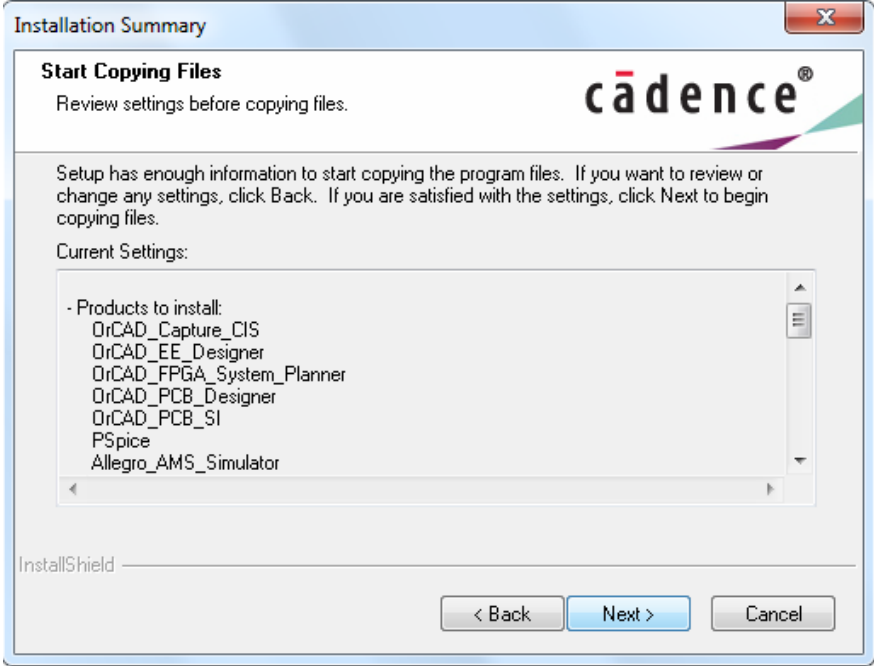 Installation Summary
Start Copying Files
Review settings before copying files.
cādence®
Setup has enough information to start copying the program files. If you want to review or
change any settings, click Back. If you are satisfied with the settings, click Next to begin
copying files.
Current Settings:
- Products to install:
OrCAD_Capture_CIS
OrCAD_EE_Designer
OrCAD_FPGA_System_Planner
OrCAD_PCB_Designer
OrCAD_PCB_SI
PSpice
Allegro_AMS_Simulator
InstallShield
< Back
Next >
Cancel